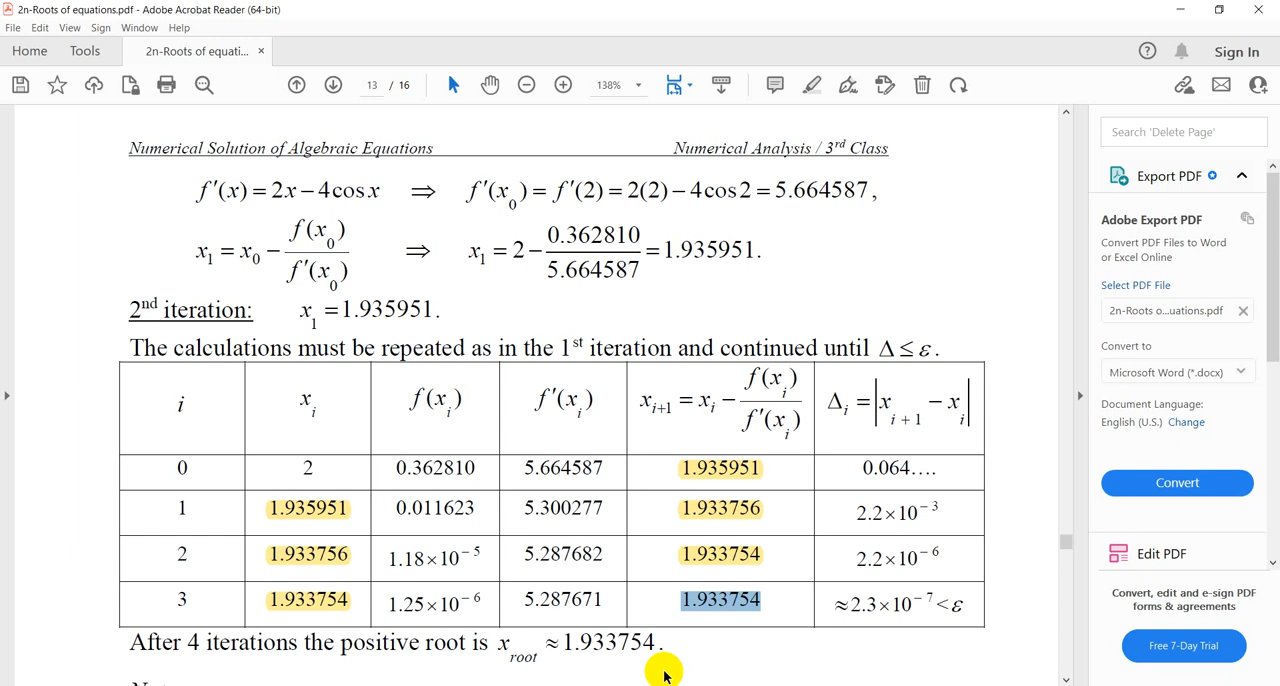 2n-Roots of equations.pdf - Adobe Acrobat Reader (64-bit)
File Edit View Sign Window Help
Home Tools 2n-Roots of equati... × Sign In
13 / 16 138%
Numerical Solution of Algebraic Equations Numerical Analysis / 3rd Class
f'(x) = 2x − 4cos x ⇒ f'(x₀) = f'(2) = 2(2) − 4cos 2 = 5.664587,
x₁ = x₀ − f(x₀)/f'(x₀) ⇒ x₁ = 2 − 0.362810/5.664587 = 1.935951.
2nd iteration: x₁ = 1.935951.
The calculations must be repeated as in the 1st iteration and continued until Δ ≤ ε.
i xᵢ f(xᵢ) f'(xᵢ) xᵢ₊₁ = xᵢ − f(xᵢ)/f'(xᵢ) Δᵢ = |xᵢ₊₁ − xᵢ|
0 2 0.362810 5.664587 1.935951 0.064....
1 1.935951 0.011623 5.300277 1.933756 2.2×10⁻³
2 1.933756 1.18×10⁻⁵ 5.287682 1.933754 2.2×10⁻⁶
3 1.933754 1.25×10⁻⁶ 5.287671 1.933754 ≈2.3×10⁻⁷<ε
After 4 iterations the positive root is x_root ≈1.933754.
Search 'Delete Page'
Export PDF
Adobe Export PDF
Convert PDF Files to Word
or Excel Online
Select PDF File
2n-Roots o...uations.pdf ×
Convert to
Microsoft Word (*.docx)
Document Language:
English (U.S.) Change
Convert
Edit PDF
Convert, edit and e-sign PDF
forms & agreements
Free 7-Day Trial